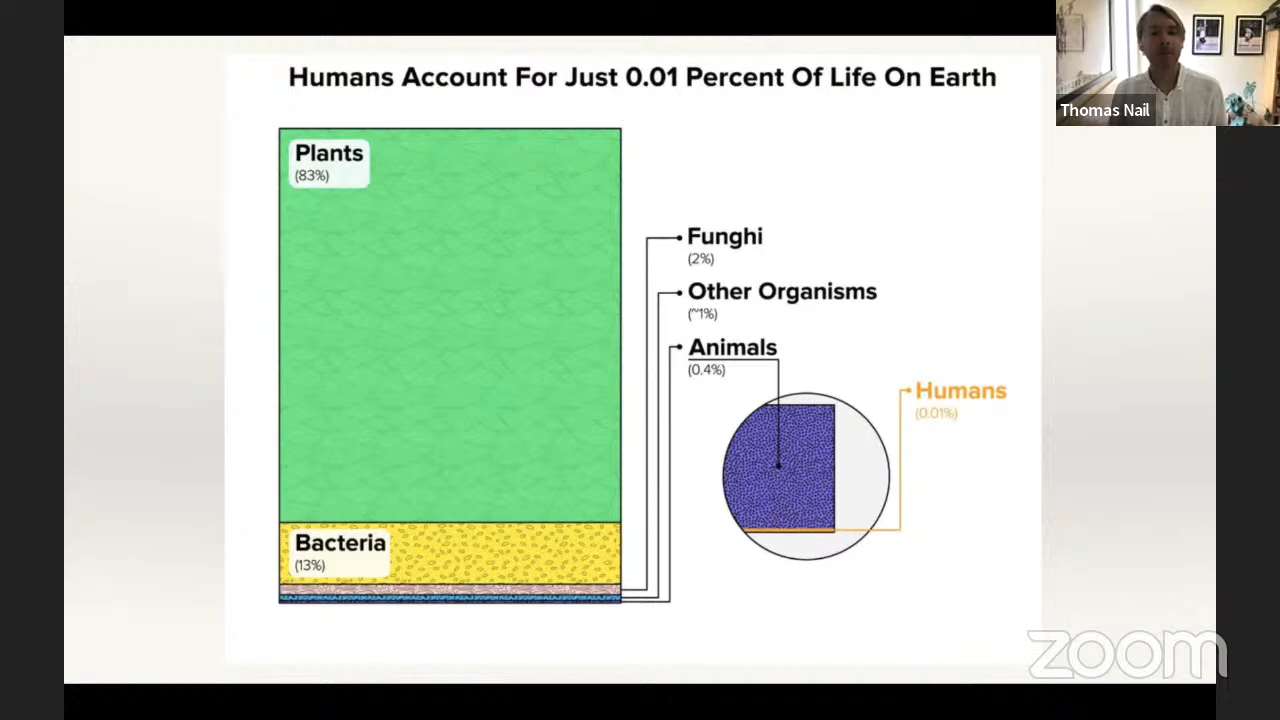 Humans Account For Just 0.01 Percent Of Life On Earth
Thomas Nail
Plants
(83%)
Funghi
(2%)
Other Organisms
(~1%)
Animals
(0.4%)
Humans
(0.01%)
Bacteria
(13%)
zoom